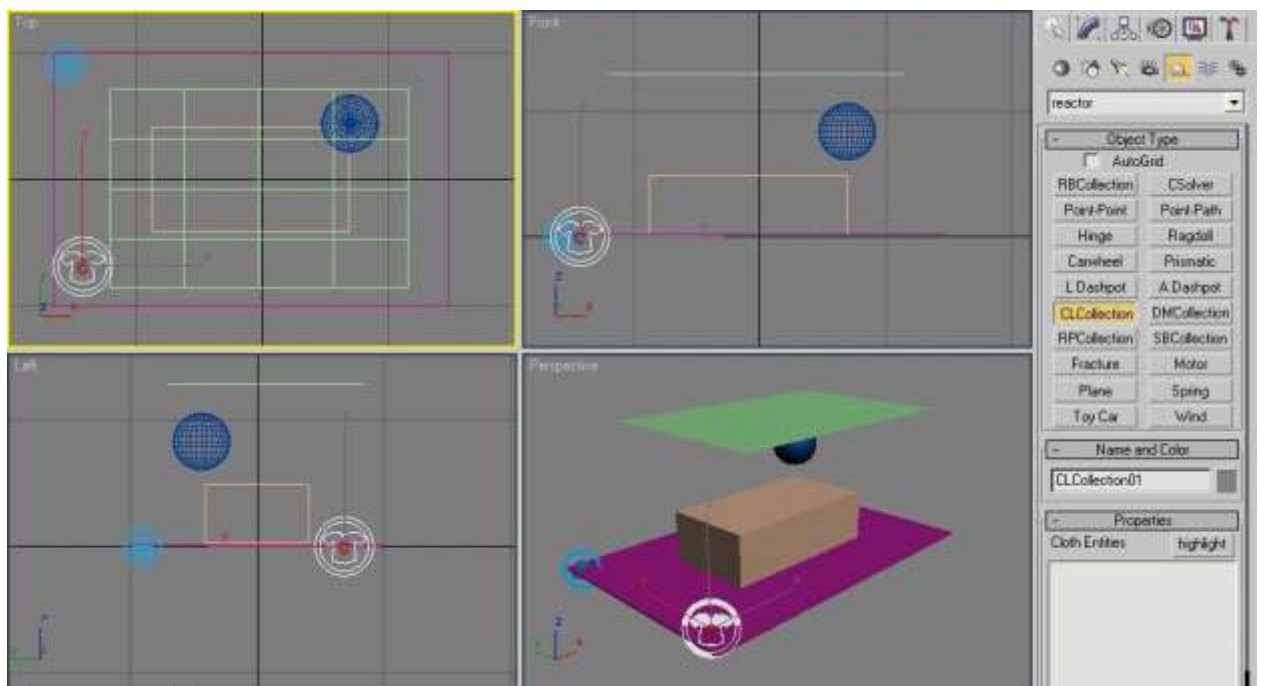 Top
Front
reactor
- Object Type
AutoGrid
RBCollection CSolver
Point-Point Point-Path
Hinge Ragdoll
Carwheel Prismatic
L Dashpot A Dashpot
CLCollection DMCollection
RPCollection SBCollection
Fracture Motor
Plane Spring
Toy Car Wind
Left
Perspective
- Name and Color
CLCollection01
- Properties
Cloth Entities highlight